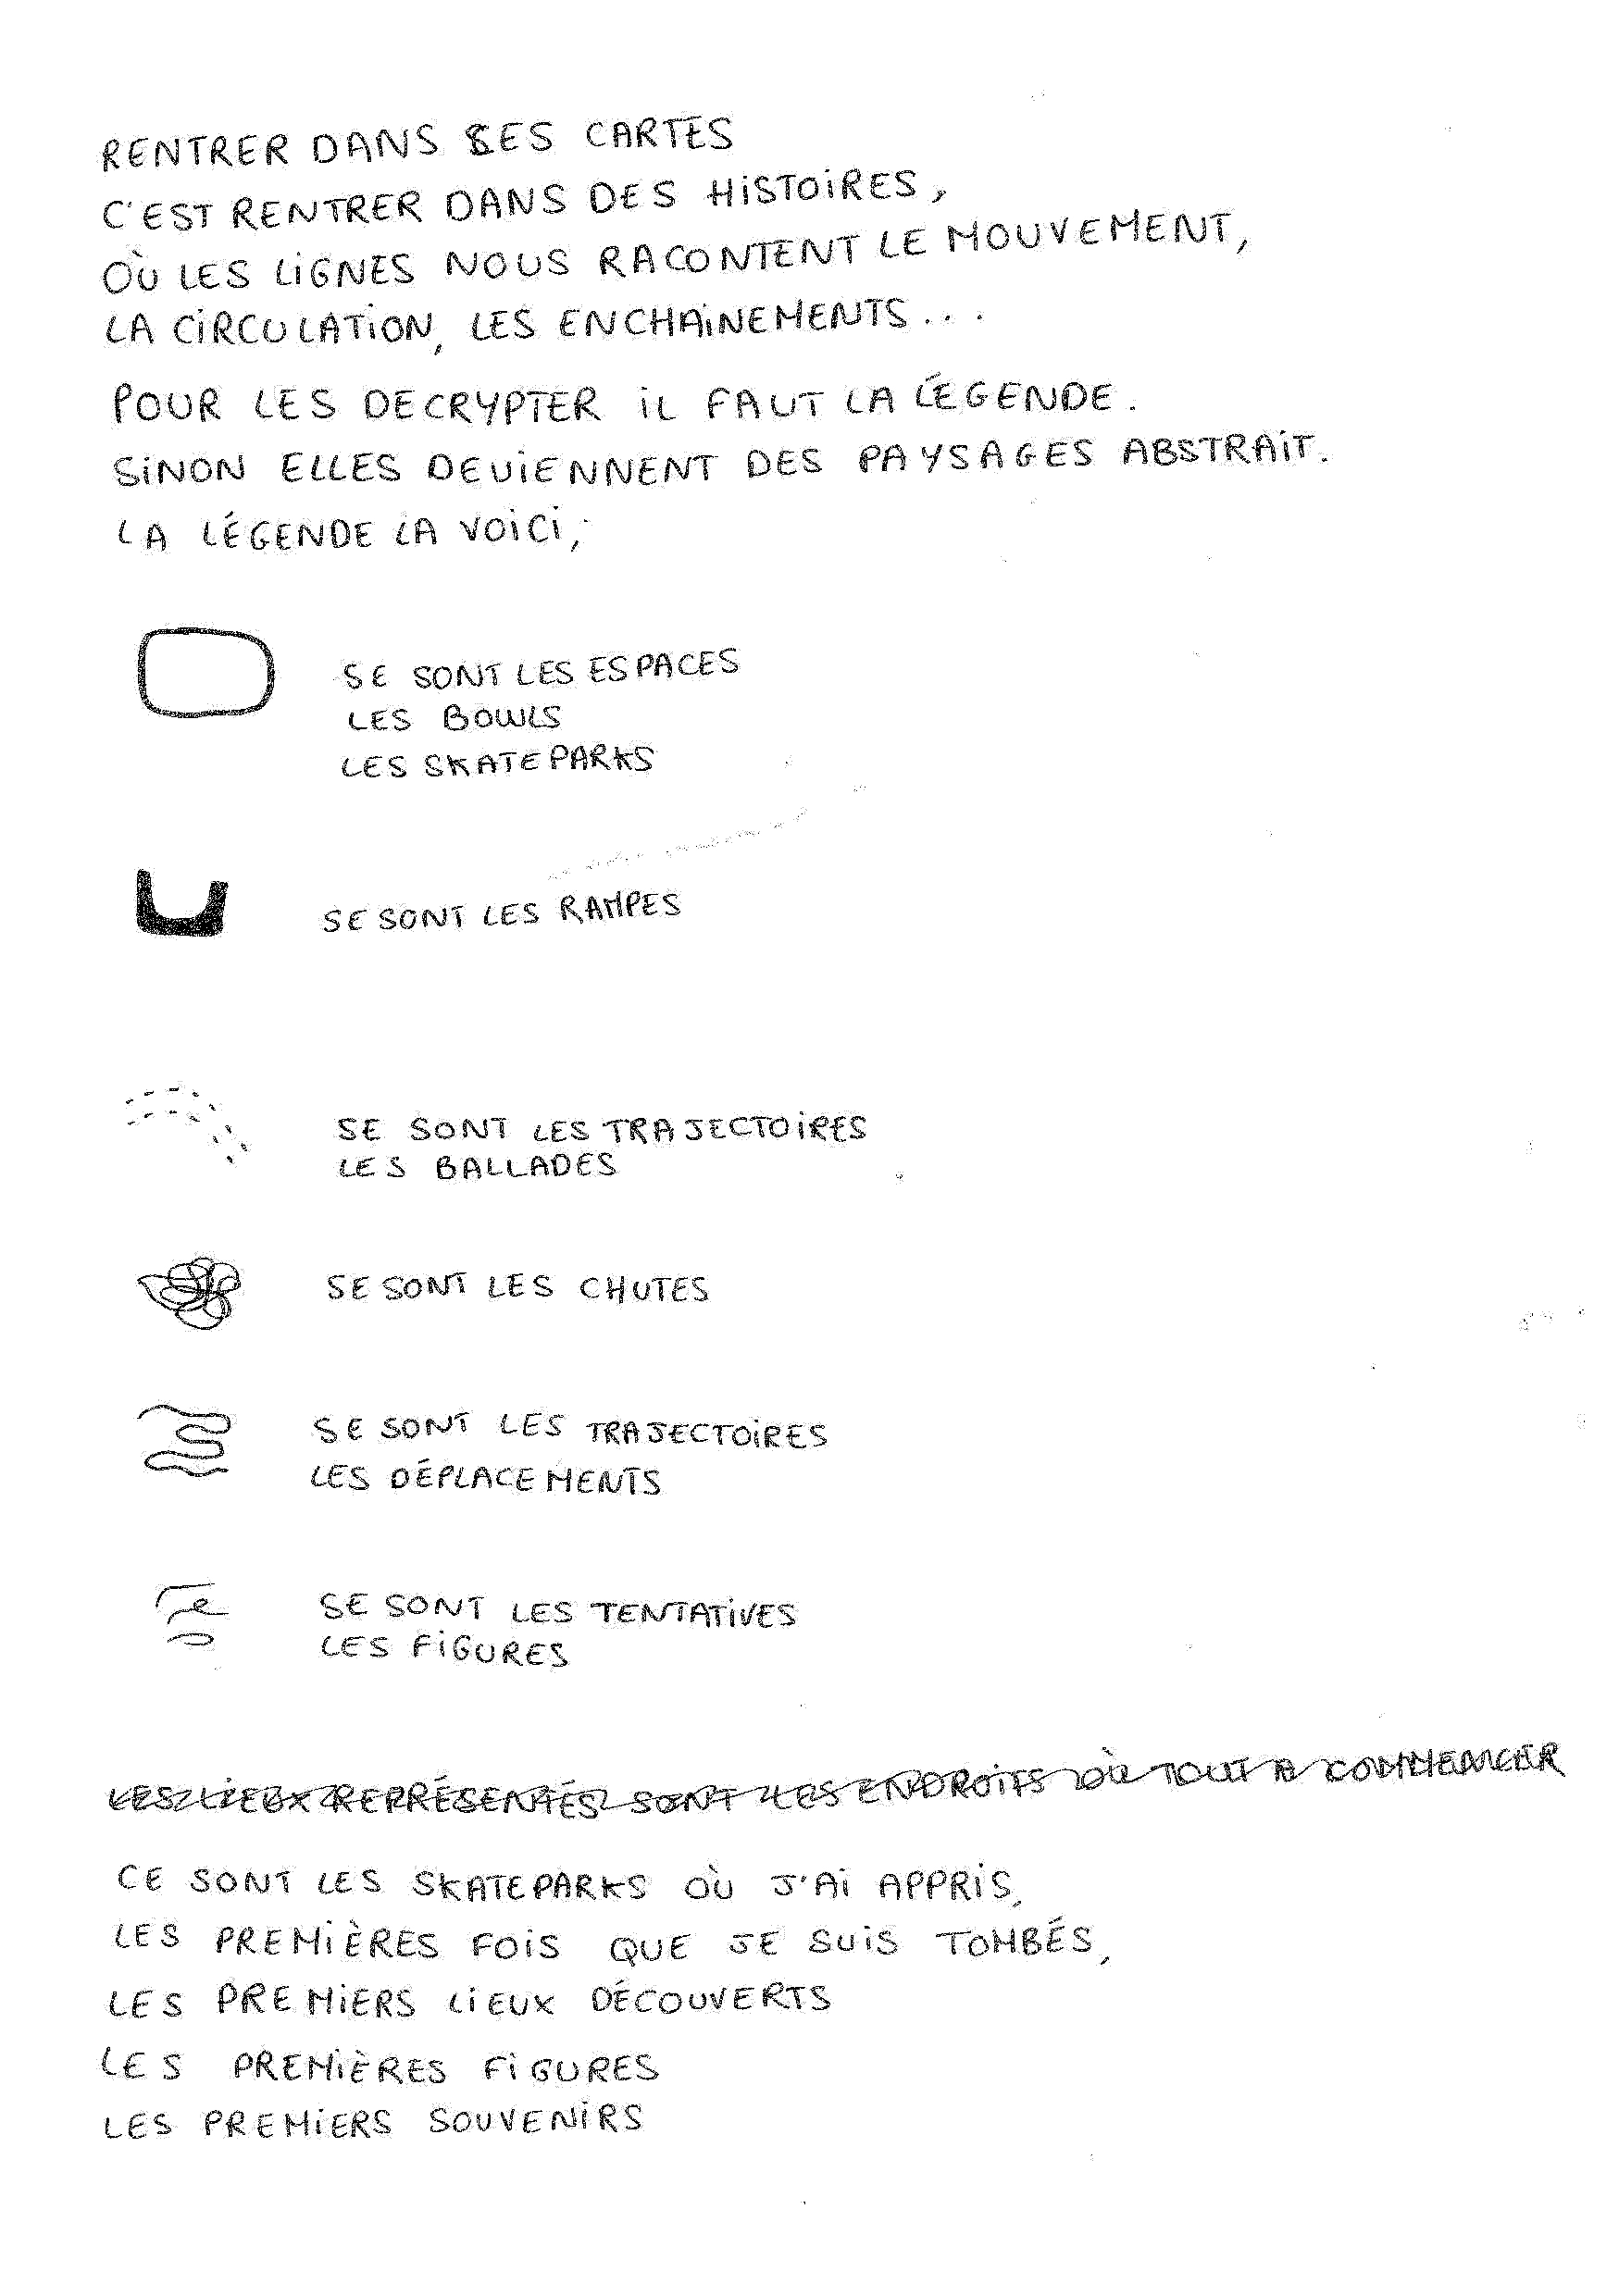 RENTRER DANS SES CARTES
C'EST RENTRER DANS DES HISTOIRES,
OÙ LES LIGNES NOUS RACONTENT LE MOUVEMENT,
LA CIRCULATION, LES ENCHAINEMENTS...
POUR LES DECRYPTER IL FAUT LA LÉGENDE.
SINON ELLES DEVIENNENT DES PAYSAGES ABSTRAIT.
LA LÉGENDE LA VOICI;
SE SONT LES ESPACES
LES BOWLS
LES SKATEPARKS
SE SONT LES RAMPES
SE SONT LES TRAJECTOIRES
LES BALLADES
SE SONT LES CHUTES
SE SONT LES TRAJECTOIRES
LES DÉPLACEMENTS
SE SONT LES TENTATIVES
LES FIGURES
LES LIEUX REPRÉSENTÉS SONT LES ENDROITS OÙ TOUT A COMMENCER
CE SONT LES SKATEPARKS OÙ J'AI APPRIS,
LES PREMIÈRES FOIS QUE JE SUIS TOMBÉS,
LES PREMIERS LIEUX DÉCOUVERTS
LES PREMIÈRES FIGURES
LES PREMIERS SOUVENIRS